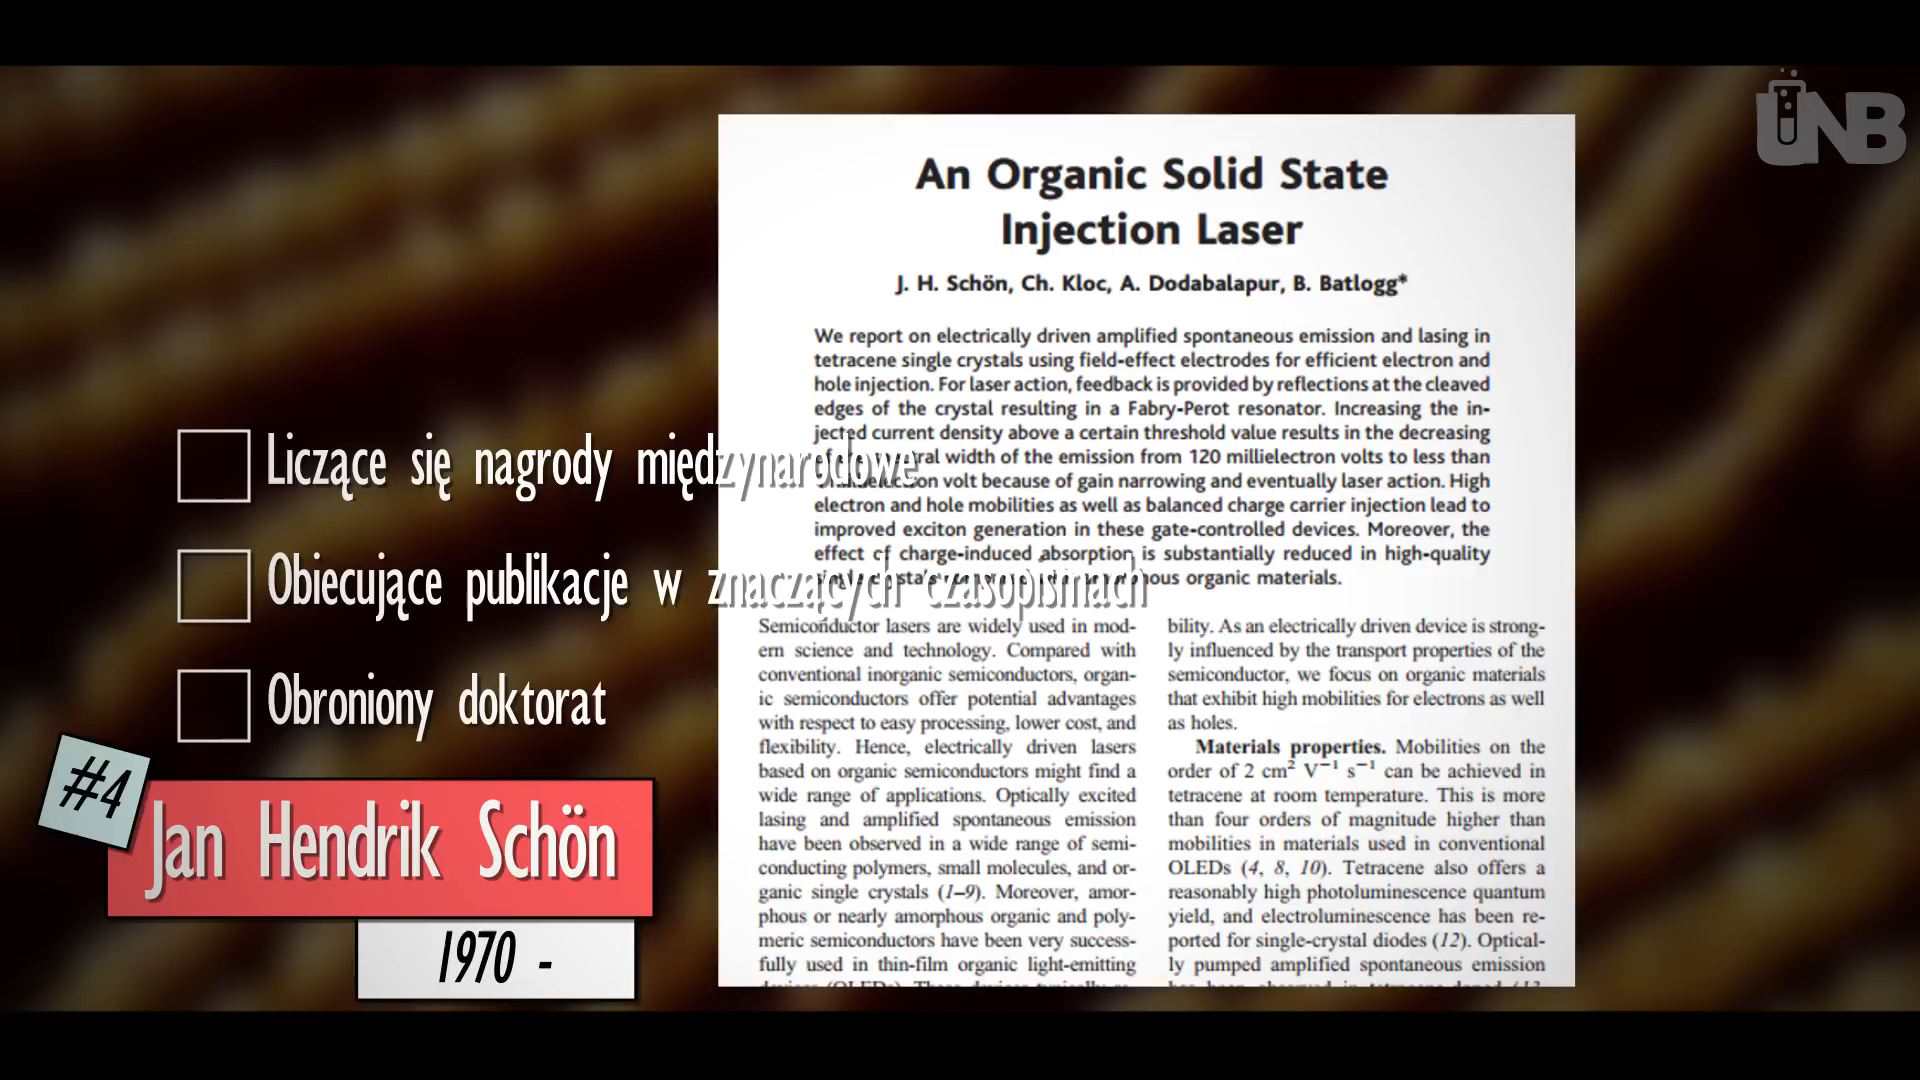 UNB
An Organic Solid State
Injection Laser
J. H. Schön, Ch. Kloc, A. Dodabalapur, B. Batlogg*
We report on electrically driven amplified spontaneous emission and lasing in
tetracene single crystals using field-effect electrodes for efficient electron and
hole injection. For laser action, feedback is provided by reflections at the cleaved
edges of the crystal resulting in a Fabry-Perot resonator. Increasing the in-
jected current density above a certain threshold value results in the decreasing
width of the emission from 120 millielectron volts to less than
volt because of gain narrowing and eventually laser action. High
electron and hole mobilities as well as balanced charge carrier injection lead to
improved exciton generation in these gate-controlled devices. Moreover, the
effect of charge-induced absorption is substantially reduced in high-quality
organic materials.
Semiconductor lasers are widely used in mod-
ern science and technology. Compared with
conventional inorganic semiconductors, organ-
ic semiconductors offer potential advantages
with respect to easy processing, lower cost, and
flexibility. Hence, electrically driven lasers
based on organic semiconductors might find a
wide range of applications. Optically excited
lasing and amplified spontaneous emission
have been observed in a wide range of semi-
conducting polymers, small molecules, and or-
ganic single crystals (1–9). Moreover, amor-
phous or nearly amorphous organic and poly-
meric semiconductors have been very success-
fully used in thin-film organic light-emitting
bility. As an electrically driven device is strong-
ly influenced by the transport properties of the
semiconductor, we focus on organic materials
that exhibit high mobilities for electrons as well
as holes.
Materials properties. Mobilities on the
order of 2 cm² V⁻¹ s⁻¹ can be achieved in
tetracene at room temperature. This is more
than four orders of magnitude higher than
mobilities in materials used in conventional
OLEDs (4, 8, 10). Tetracene also offers a
reasonably high photoluminescence quantum
yield, and electroluminescence has been re-
ported for single-crystal diodes (12). Optical-
ly pumped amplified spontaneous emission
Liczące się nagrody międzynarodowe
Obiecujące publikacje w znaczących czasopismach
Obroniony doktorat
#4
Jan Hendrik Schön
1970 -